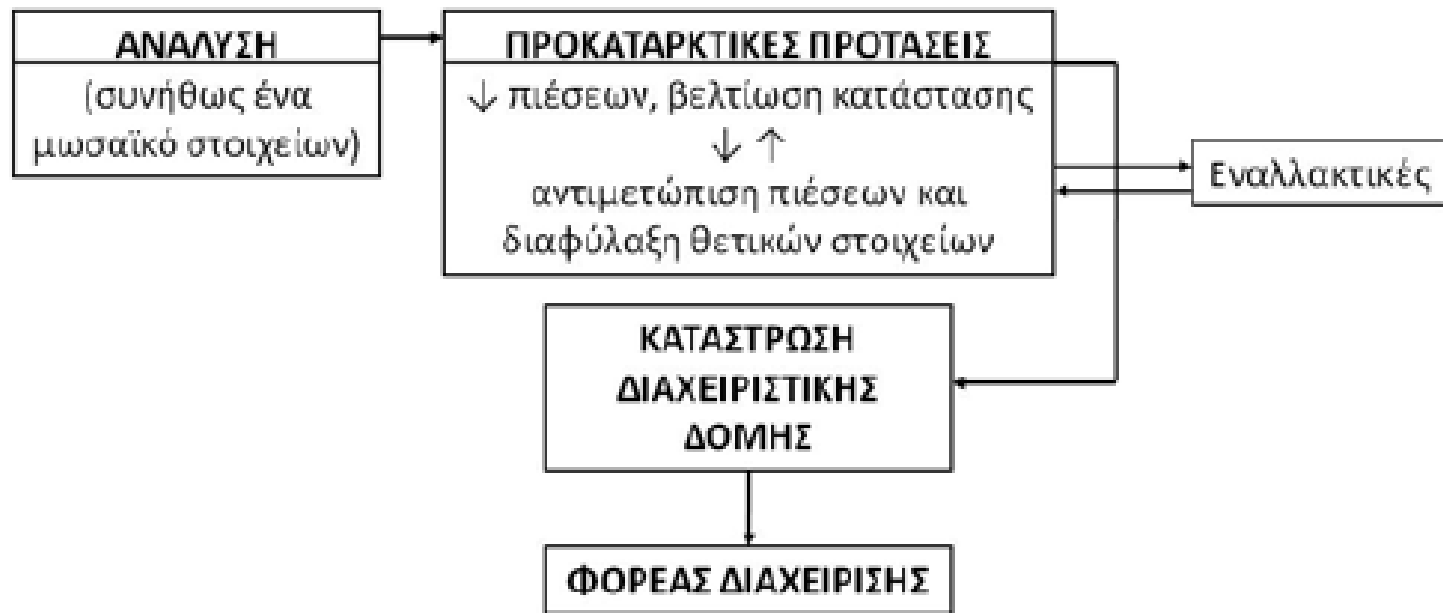 ΑΝΑΛΥΣΗ
(συνήθως ένα
μωσαϊκό στοιχείων)
ΠΡΟΚΑΤΑΡΚΤΙΚΕΣ ΠΡΟΤΑΣΕΙΣ
↓ πιέσεων, βελτίωση κατάστασης
↓ ↑
αντιμετώπιση πιέσεων και
διαφύλαξη θετικών στοιχείων
Εναλλακτικές
ΚΑΤΑΣΤΡΩΣΗ
ΔΙΑΧΕΙΡΙΣΤΙΚΗΣ
ΔΟΜΗΣ
ΦΟΡΕΑΣ ΔΙΑΧΕΙΡΙΣΗΣ